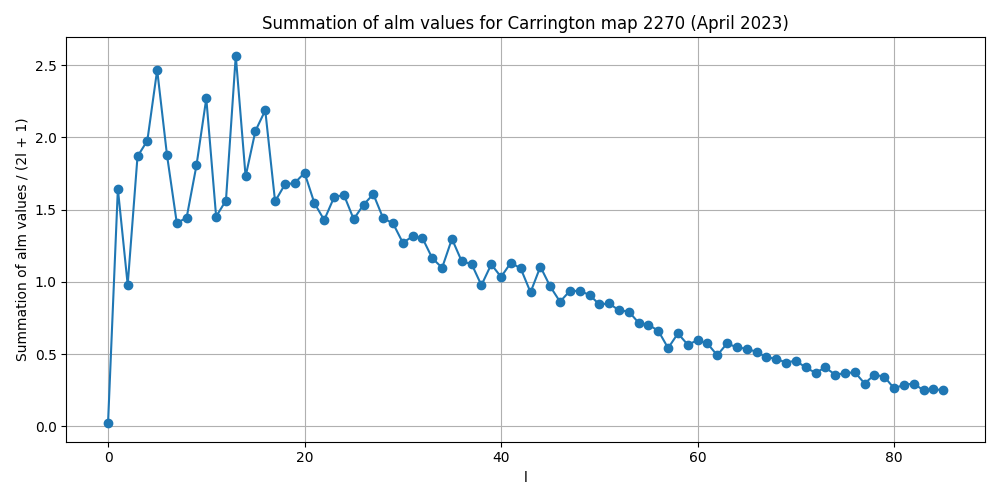 Summation of alm values for Carrington map 2270 (April 2023)
Summation of alm values / (2l + 1)
2.5
2.0
1.5
1.0
0.5
0.0
0 20 40 60 80
l